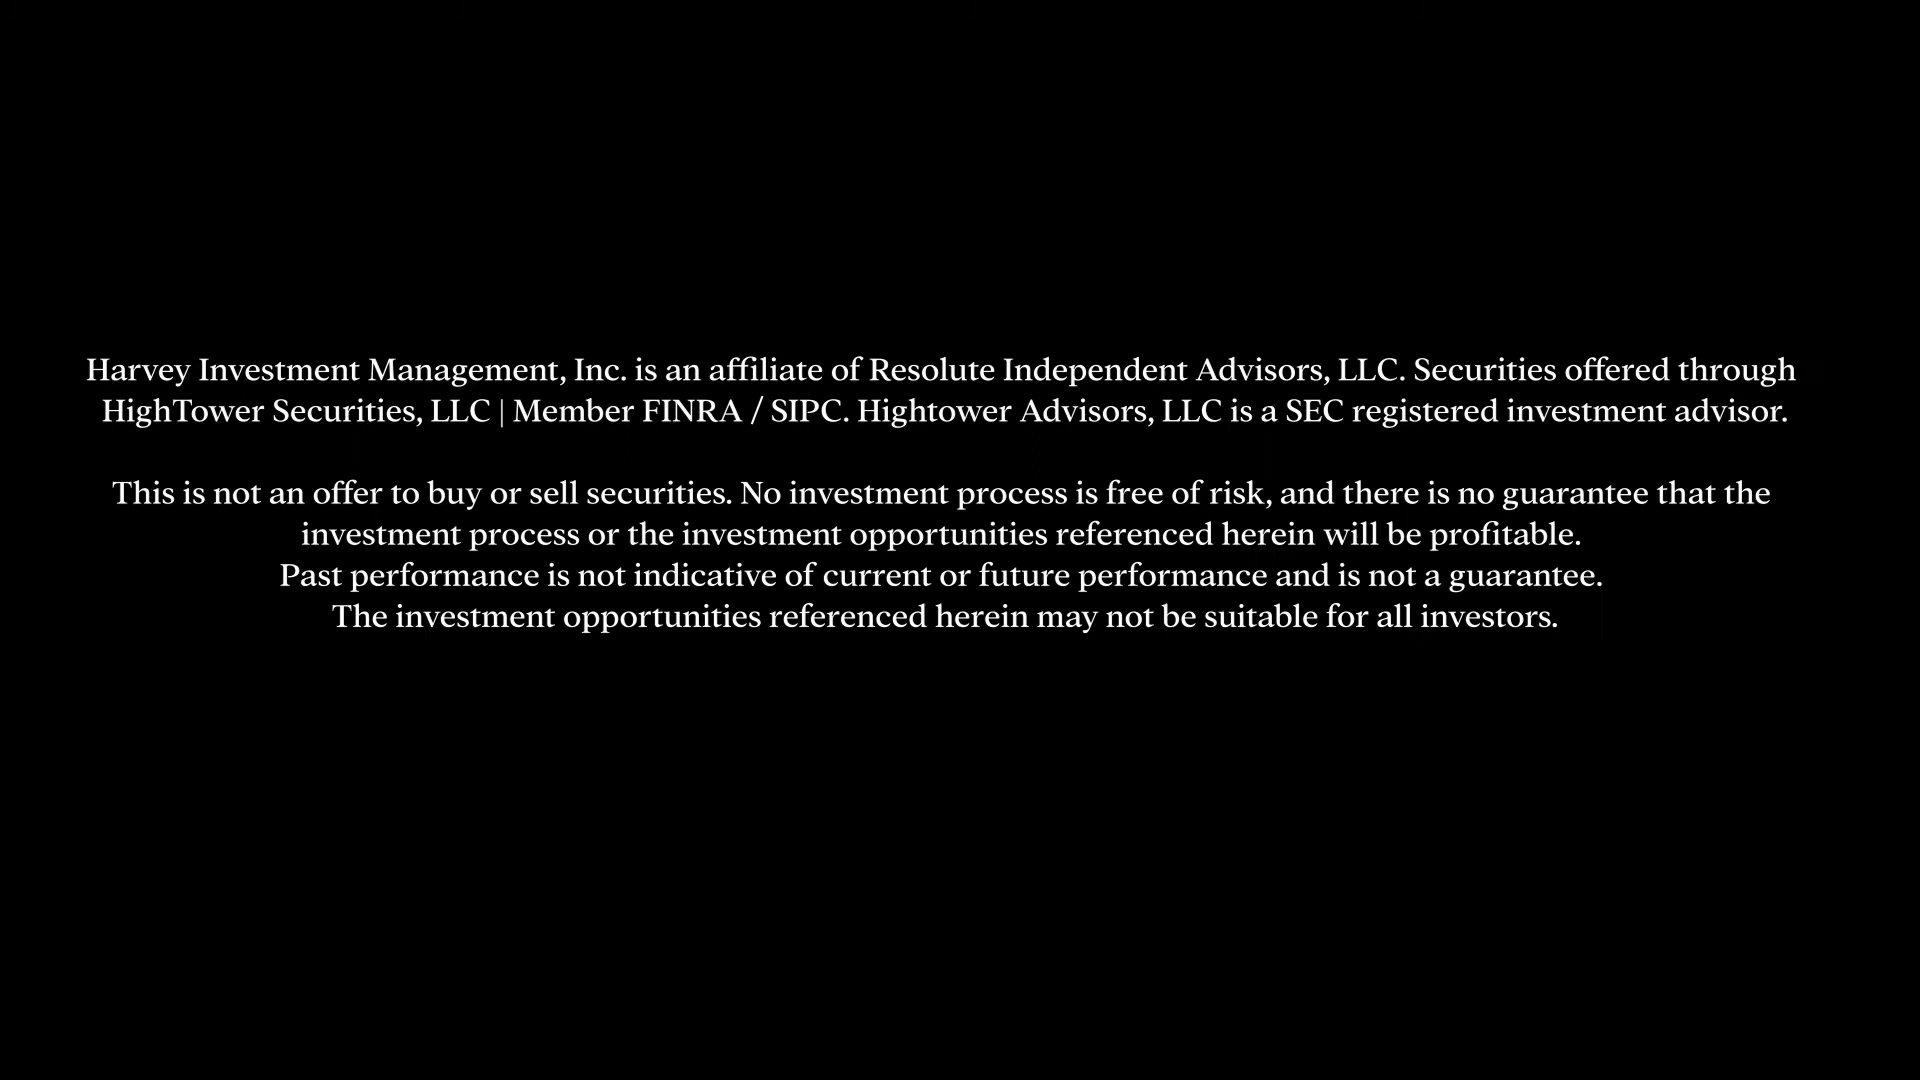 Harvey Investment Management, Inc. is an affiliate of Resolute Independent Advisors, LLC. Securities offered through
HighTower Securities, LLC | Member FINRA / SIPC. Hightower Advisors, LLC is a SEC registered investment advisor.
This is not an offer to buy or sell securities. No investment process is free of risk, and there is no guarantee that the
investment process or the investment opportunities referenced herein will be profitable.
Past performance is not indicative of current or future performance and is not a guarantee.
The investment opportunities referenced herein may not be suitable for all investors.